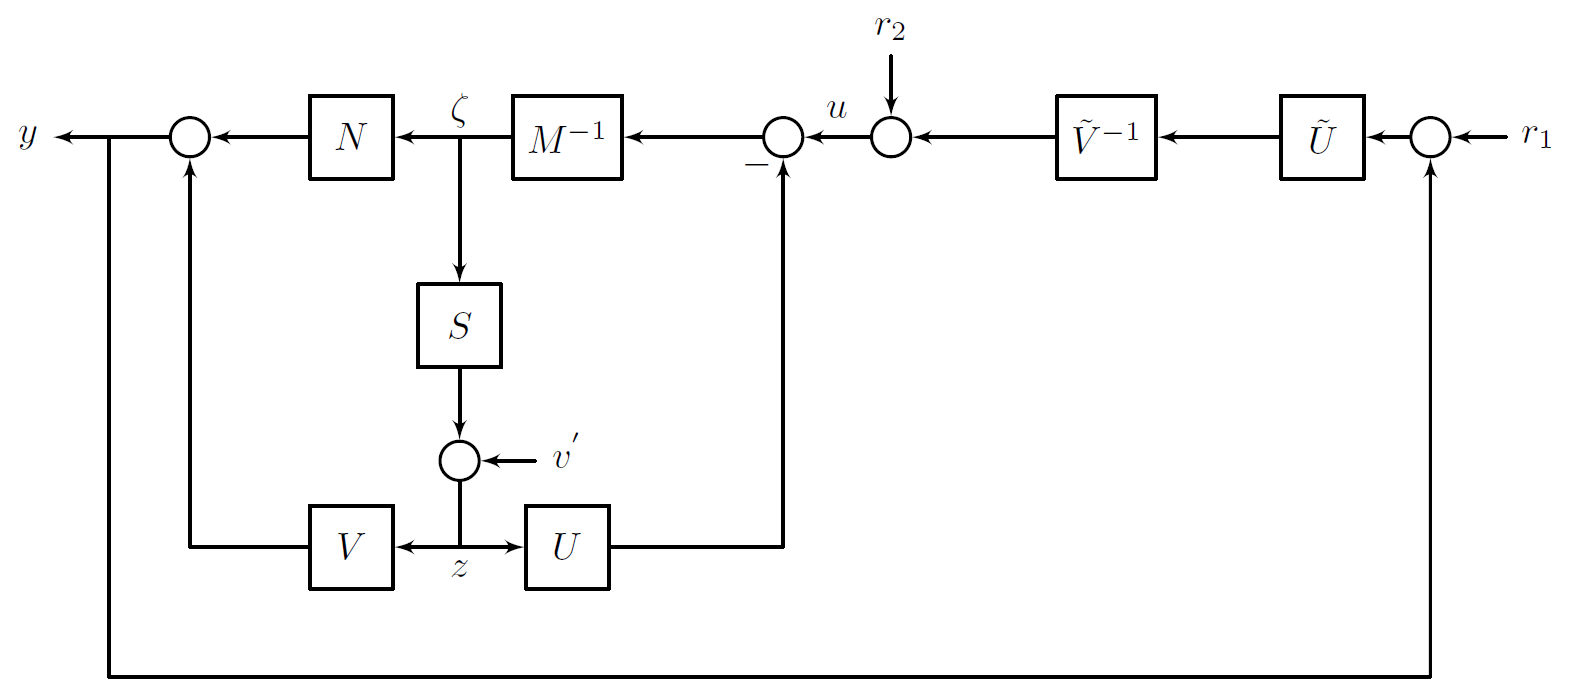 r₂
y N ζ M⁻¹ − u Ṽ⁻¹ Ũ r₁
S
v′
V z U